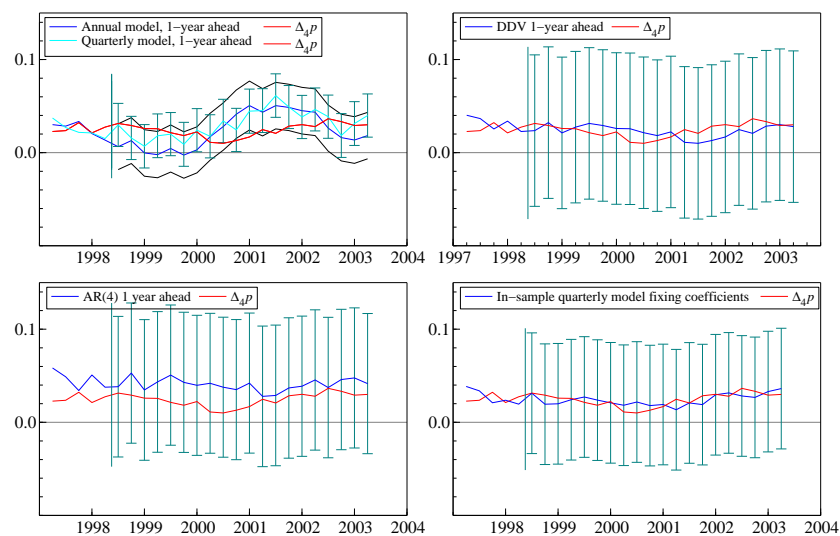 Annual model, 1-year ahead Δ₄p
Quarterly model, 1-year ahead Δ₄p
0.1
0.0
1998 1999 2000 2001 2002 2003 2004
DDV 1-year ahead Δ₄p
0.1
0.0
1997 1998 1999 2000 2001 2002 2003
AR(4) 1 year ahead Δ₄p
0.1
0.0
1998 1999 2000 2001 2002 2003 2004
In-sample quarterly model fixing coefficients Δ₄p
0.1
0.0
1998 1999 2000 2001 2002 2003 2004